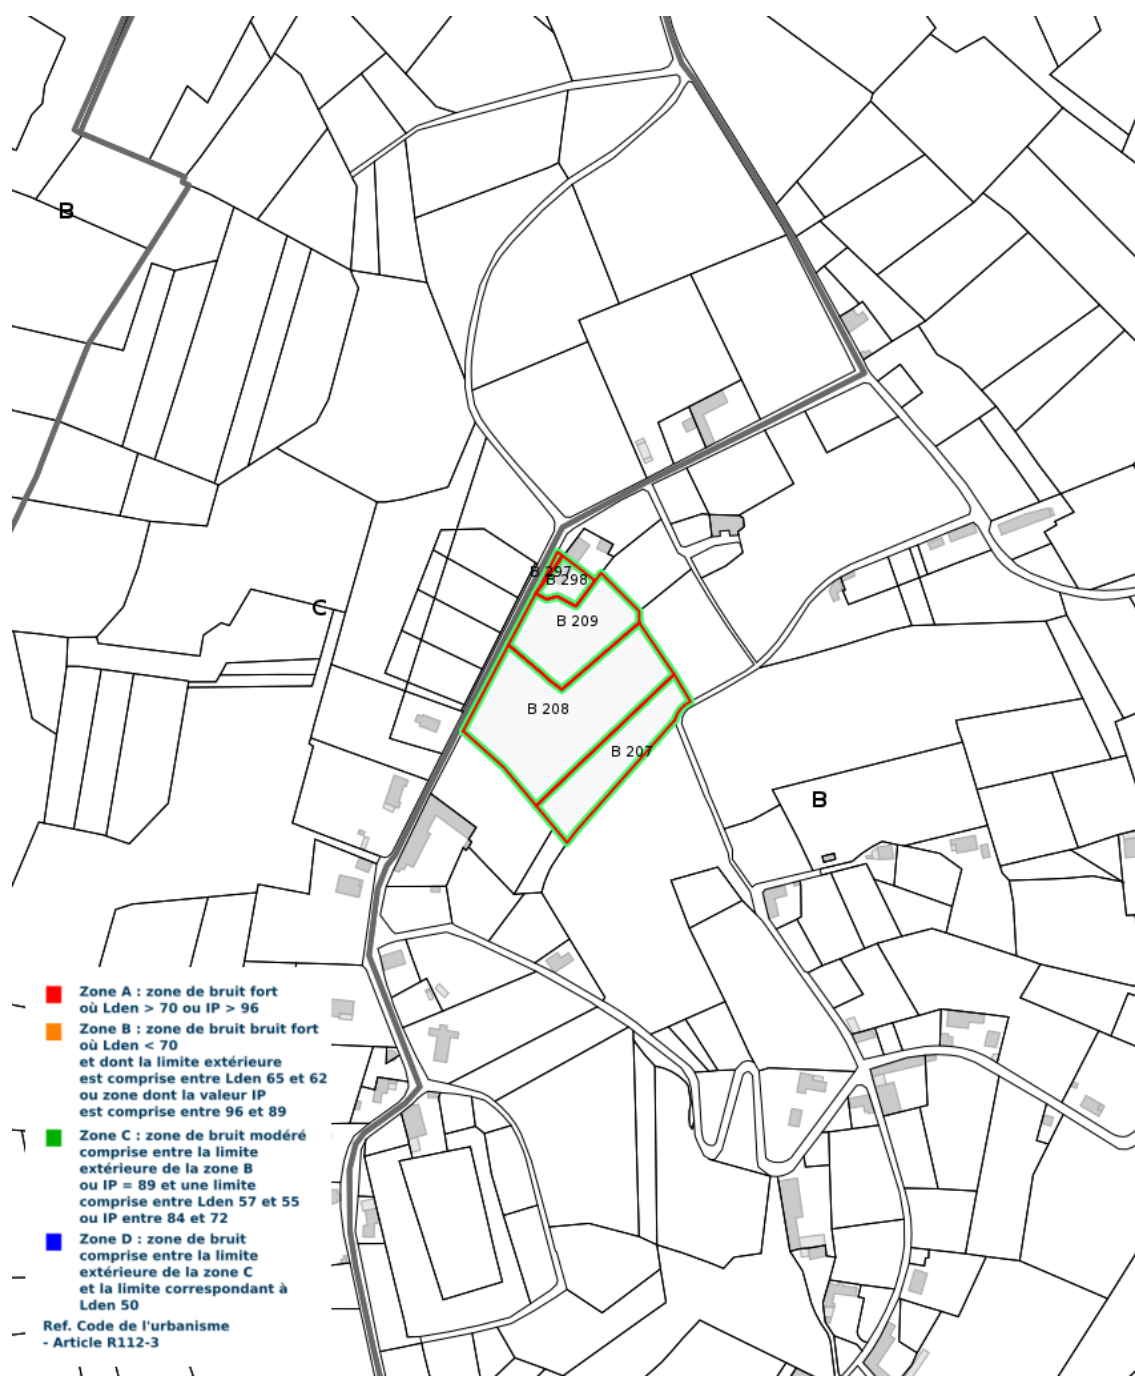 B
B 297
B 298
C
B 209
B 208
B 207
B
Zone A : zone de bruit fort
où Lden > 70 ou IP > 96
Zone B : zone de bruit bruit fort
où Lden < 70
et dont la limite extérieure
est comprise entre Lden 65 et 62
ou zone dont la valeur IP
est comprise entre 96 et 89
Zone C : zone de bruit modéré
comprise entre la limite
extérieure de la zone B
ou IP = 89 et une limite
comprise entre Lden 57 et 55
ou IP entre 84 et 72
Zone D : zone de bruit
comprise entre la limite
extérieure de la zone C
et la limite correspondant à
Lden 50
Ref. Code de l'urbanisme
- Article R112-3